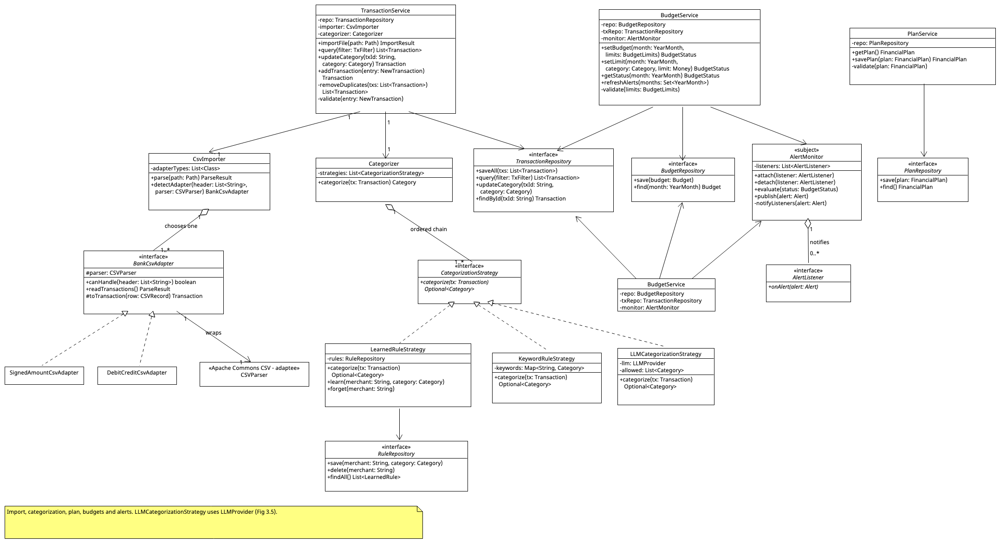 TransactionService
-repo: TransactionRepository
-importer: CsvImporter
-categorizer: Categorizer
+importFile(path: Path) ImportResult
+query(filter: TxFilter) List<Transaction>
+updateCategory(txId: String,
category: Category) Transaction
+addTransaction(entry: NewTransaction)
Transaction
-removeDuplicates(txs: List<Transaction>)
List<Transaction>
-validate(entry: NewTransaction)
BudgetService
-repo: BudgetRepository
-txRepo: TransactionRepository
-monitor: AlertMonitor
+setBudget(month: YearMonth,
limits: BudgetLimits) BudgetStatus
+setLimit(month: YearMonth,
category: Category, limit: Money) BudgetStatus
+getStatus(month: YearMonth) BudgetStatus
+refreshAlerts(months: Set<YearMonth>)
-validate(limits: BudgetLimits)
PlanService
-repo: PlanRepository
+getPlan() FinancialPlan
+savePlan(plan: FinancialPlan) FinancialPlan
-validate(plan: FinancialPlan)
1
1
1
1
CsvImporter
-adapterTypes: List<Class>
+parse(path: Path) ParseResult
+detectAdapter(header: List<String>,
parser: CSVParser) BankCsvAdapter
Categorizer
-strategies: List<CategorizationStrategy>
+categorize(tx: Transaction) Category
«interface»
TransactionRepository
+saveAll(txs: List<Transaction>)
+query(filter: TxFilter) List<Transaction>
+updateCategory(txId: String,
category: Category)
+findById(txId: String) Transaction
«interface»
BudgetRepository
+save(budget: Budget)
+find(month: YearMonth) Budget
«subject»
AlertMonitor
-listeners: List<AlertListener>
+attach(listener: AlertListener)
+detach(listener: AlertListener)
+evaluate(status: BudgetStatus)
+publish(alert: Alert)
-notifyListeners(alert: Alert)
«interface»
PlanRepository
+save(plan: FinancialPlan)
+find() FinancialPlan
1
chooses one
1..*
1
ordered chain
1..*
1
notifies
0..*
«interface»
BankCsvAdapter
#parser: CSVParser
+canHandle(header: List<String>) boolean
+readTransactions() ParseResult
#toTransaction(row: CSVRecord) Transaction
«interface»
CategorizationStrategy
+categorize(tx: Transaction)
Optional<Category>
BudgetService
-repo: BudgetRepository
-txRepo: TransactionRepository
-monitor: AlertMonitor
«interface»
AlertListener
+onAlert(alert: Alert)
1
wraps
1
SignedAmountCsvAdapter
DebitCreditCsvAdapter
«Apache Commons CSV - adaptee»
CSVParser
LearnedRuleStrategy
-rules: RuleRepository
+categorize(tx: Transaction)
Optional<Category>
+learn(merchant: String, category: Category)
+forget(merchant: String)
KeywordRuleStrategy
-keywords: Map<String, Category>
+categorize(tx: Transaction)
Optional<Category>
LLMCategorizationStrategy
-llm: LLMProvider
-allowed: List<Category>
+categorize(tx: Transaction)
Optional<Category>
«interface»
RuleRepository
+save(merchant: String, category: Category)
+delete(merchant: String)
+findAll() List<LearnedRule>
Import, categorization, plan, budgets and alerts. LLMCategorizationStrategy uses LLMProvider (Fig 3.5).